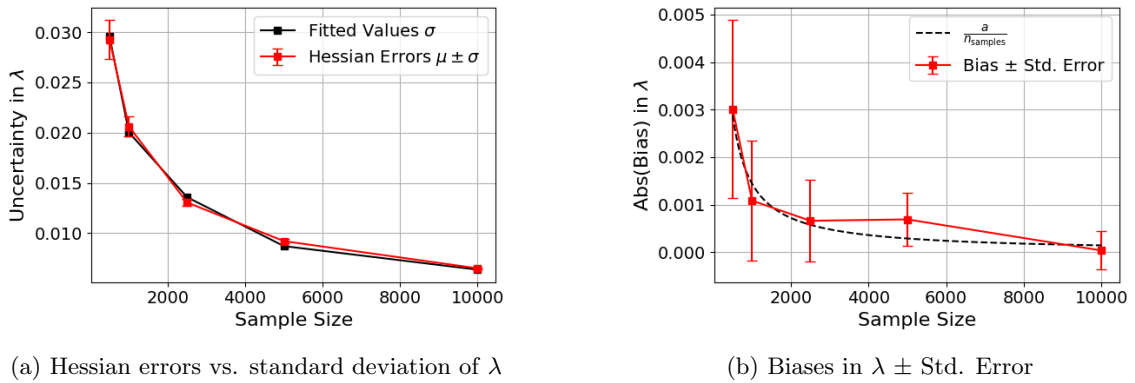 0.030
0.025
0.020
0.015
0.010
Uncertainty in λ
Fitted Values σ
Hessian Errors μ ± σ
2000 4000 6000 8000 10000
Sample Size
(a) Hessian errors vs. standard deviation of λ
0.005
0.004
0.003
0.002
0.001
0.000
Abs(Bias) in λ
a
n_samples
Bias ± Std. Error
2000 4000 6000 8000 10000
Sample Size
(b) Biases in λ ± Std. Error